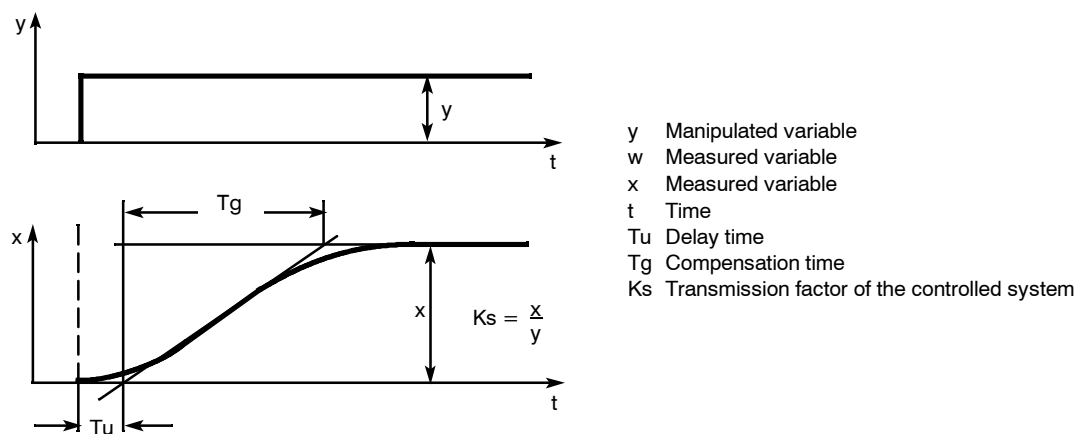 y
y
t
Tg
x
x
Ks = x/y
t
Tu
y Manipulated variable
w Measured variable
x Measured variable
t Time
Tu Delay time
Tg Compensation time
Ks Transmission factor of the controlled system